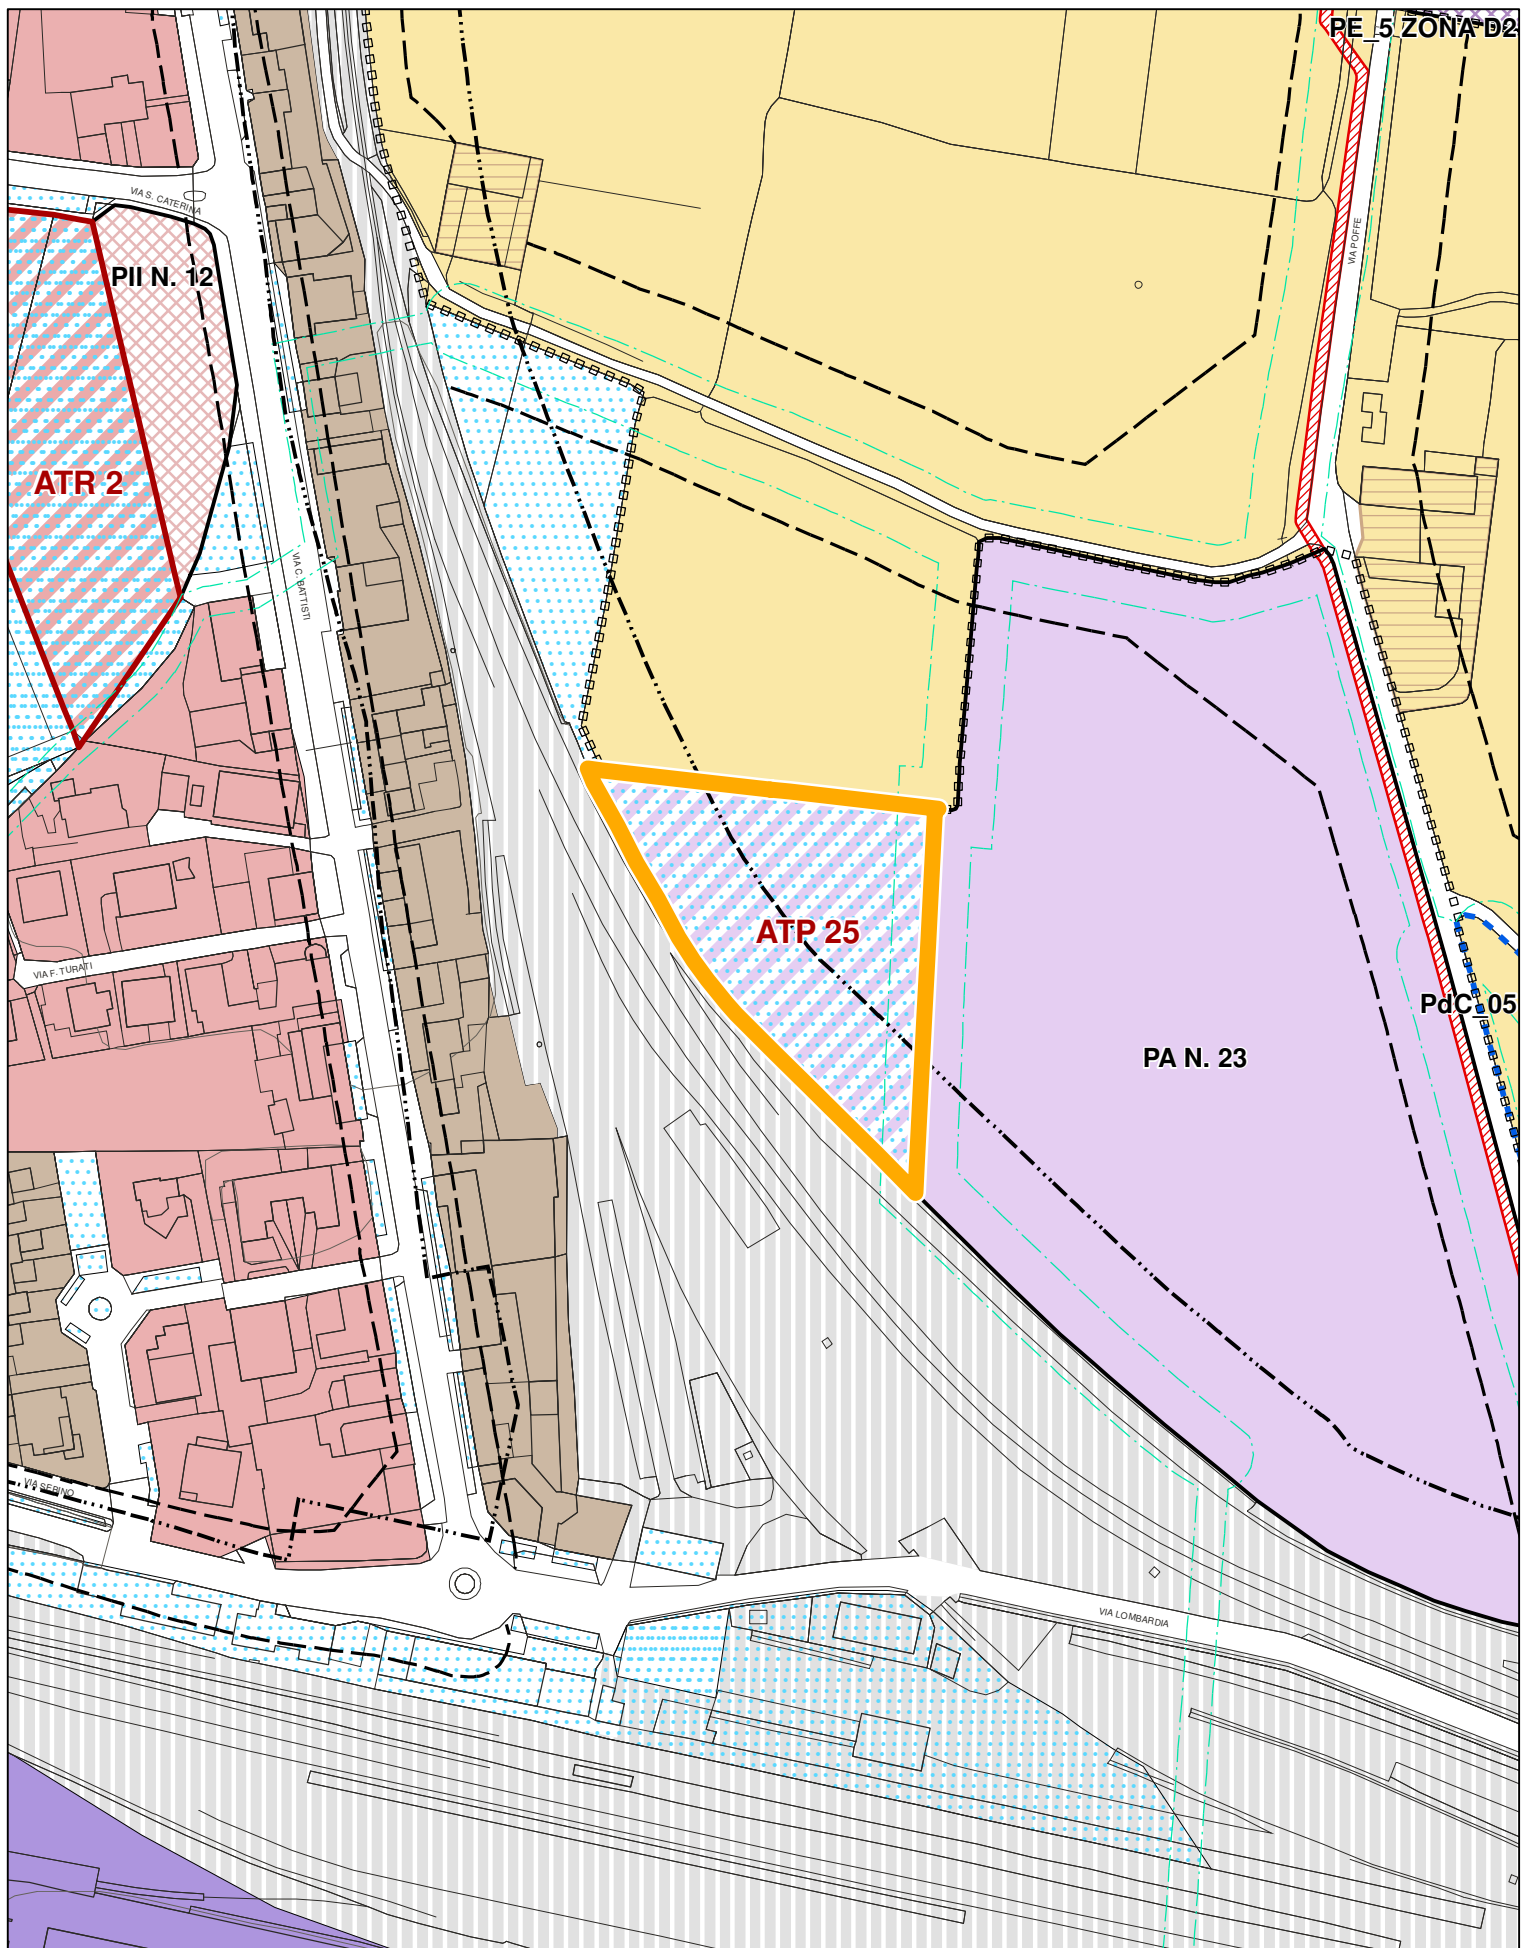 PE_5 ZONA D2
VIA S. CATERINA
VIA POFFE
PII N. 12
ATR 2
VIA C. BATTISTI
ATP 25
VIA F. TURATI
PdC_05
PA N. 23
VIA SERINO
VIA LOMBARDIA